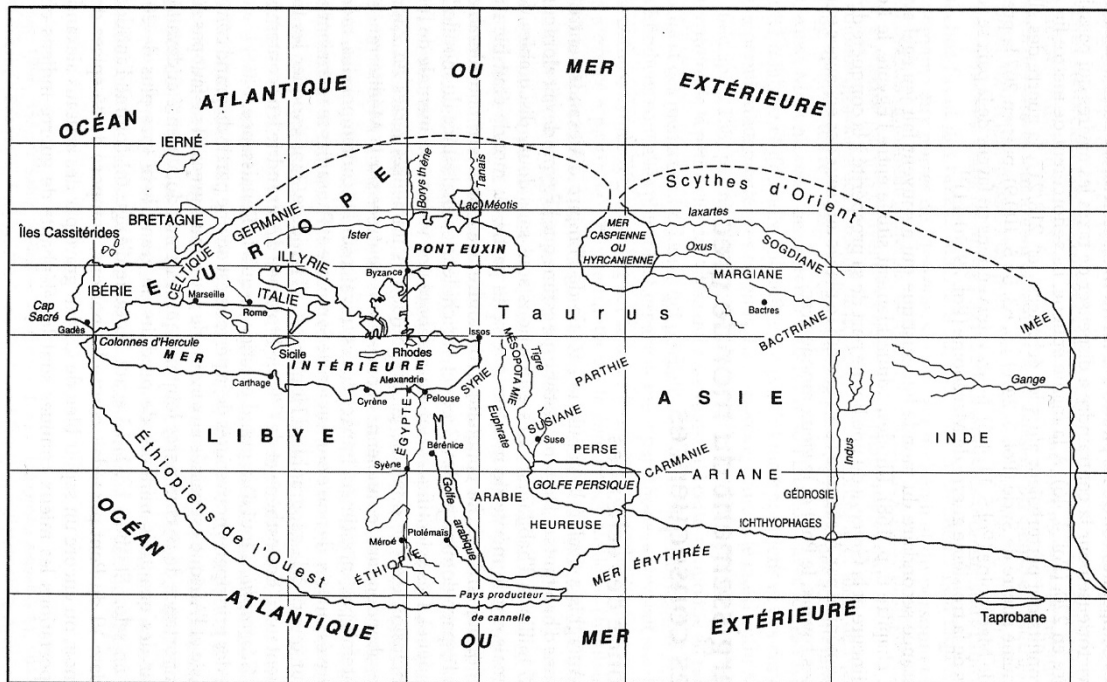 OCÉAN ATLANTIQUE OU MER EXTÉRIEURE
IERNÉ
BRETAGNE
Îles Cassitérides
GERMANIE
EUROPE
Borysthène
Tanaïs
Lac Méotis
Scythes d'Orient
Iaxartes
MER
CASPIENNE
OU
HYRCANIENNE
Oxus
SOGDIANE
Ister
PONT EUXIN
CELTIQUE
ILLYRIE
Byzance
MARGIANE
IBÉRIE
Marseille
ITALIE
Rome
Bactres
Cap
Sacré
Taurus
BACTRIANE
IMÉE
Gadès
Colonnes d'Hercule
Issos
MER INTÉRIEURE
Sicile
Rhodes
SYRIE
MÉSOPOTAMIE
Tigre
PARTHIE
Carthage
Cyrène
Alexandrie
Pelouse
Euphrate
ASIE
Gange
LIBYE
ÉGYPTE
Bérénice
SUSIANE
Suse
Indus
INDE
PERSE
Syène
CARMANIE
ARIANE
Éthiopiens de l'Ouest
Golfe arabique
ARABIE
HEUREUSE
GOLFE PERSIQUE
GÉDROSIE
ICHTHYOPHAGES
Méroé
Ptolémaïs
ÉTHIOPIE
MER ÉRYTHRÉE
Pays producteur
de cannelle
Taprobane
OCÉAN ATLANTIQUE OU MER EXTÉRIEURE